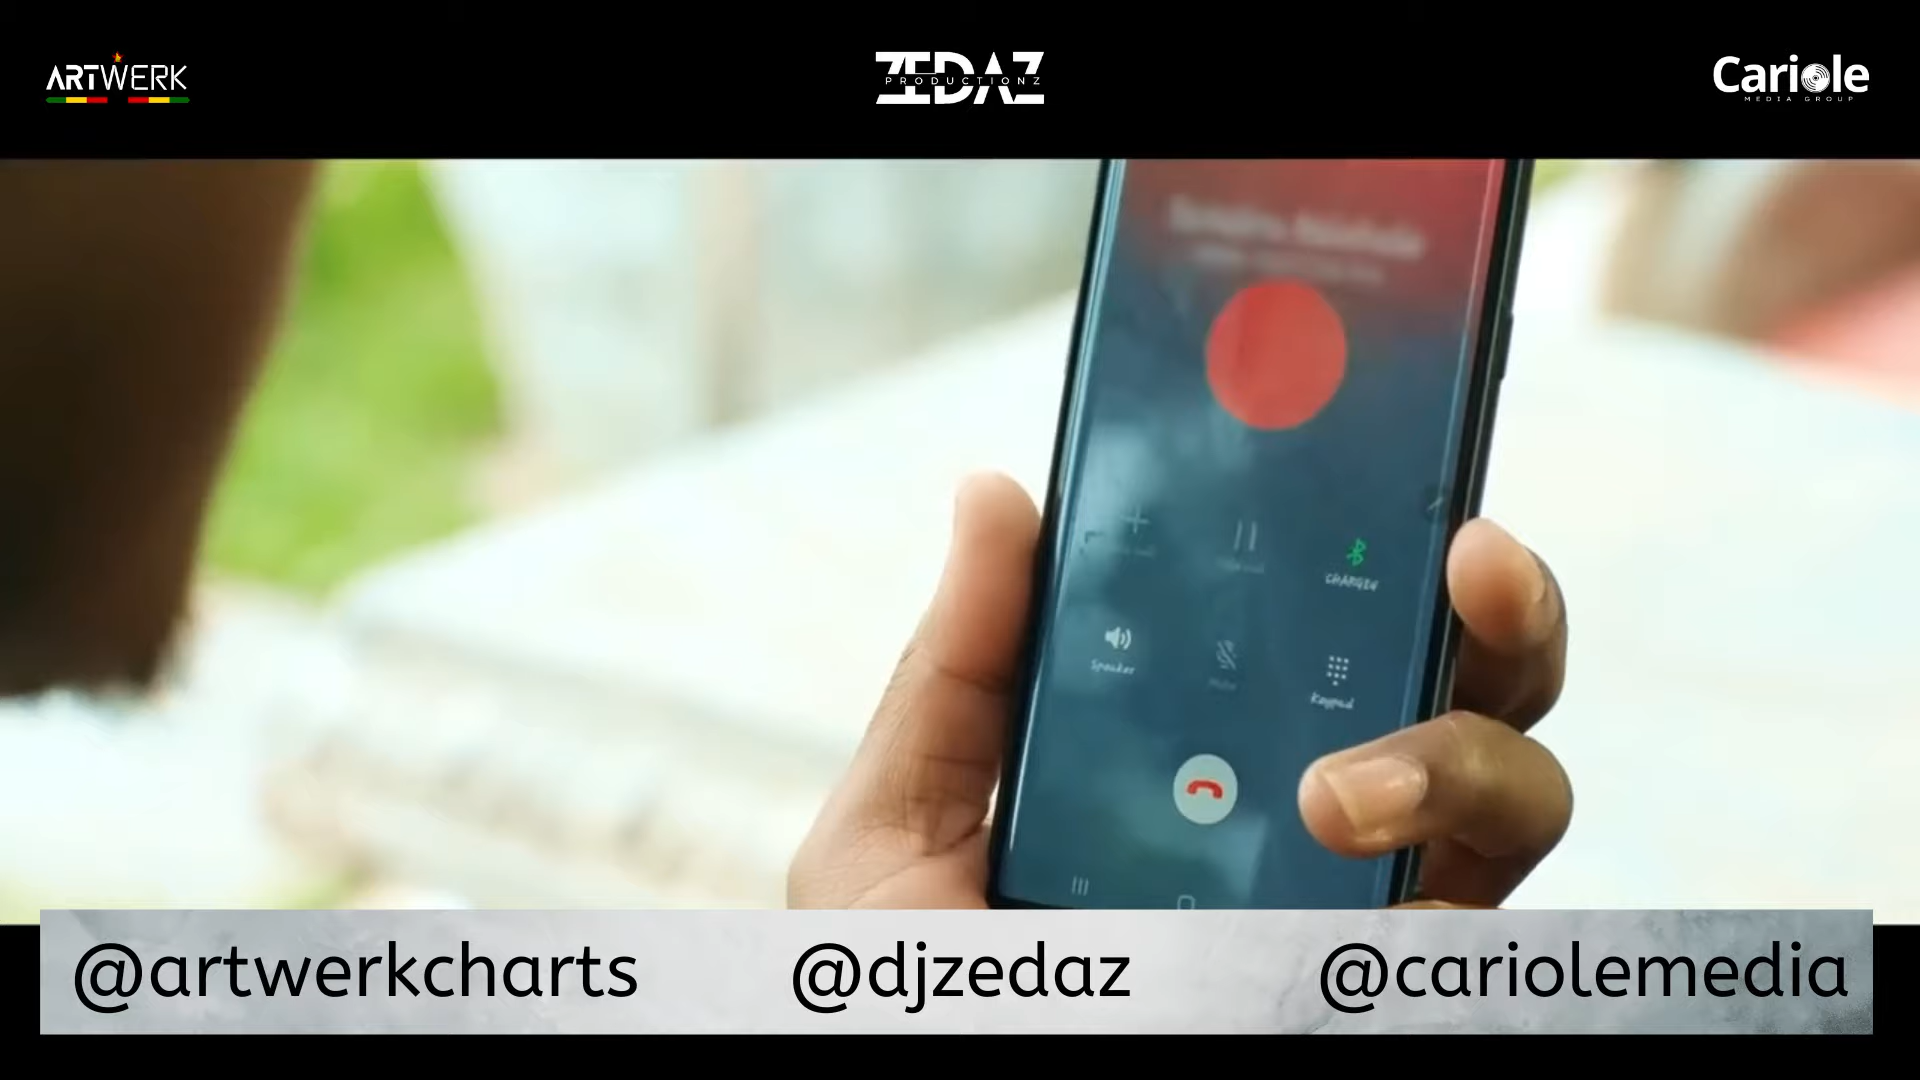 ARTWERK
ZEDAZ
PRODUCTIONZ
Cariole
MEDIA GROUP
Speaker
Keypad
@artwerkcharts
@djzedaz
@cariolemedia